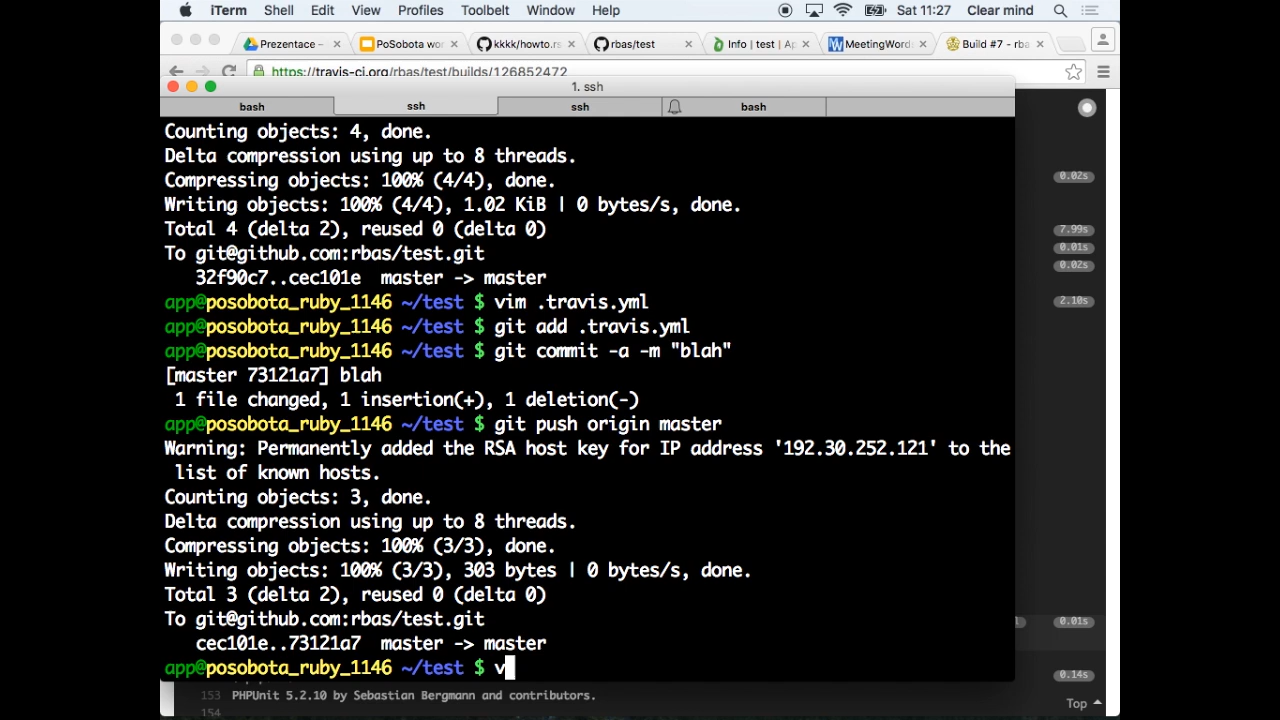 iTerm Shell Edit View Profiles Toolbelt Window Help Sat 11:27 Clear mind
Prezentace – PoSobota wo kkkk/howto.rs rbas/test Info | test | Ap MeetingWords Build #7 - rba
https://travis-ci.org/rbas/test/builds/126852472
1. ssh
bash ssh ssh bash
Counting objects: 4, done.
Delta compression using up to 8 threads.
Compressing objects: 100% (4/4), done.
Writing objects: 100% (4/4), 1.02 KiB | 0 bytes/s, done.
Total 4 (delta 2), reused 0 (delta 0)
To git@github.com:rbas/test.git
32f90c7..cec101e master -> master
app@posobota_ruby_1146 ~/test $ vim .travis.yml
app@posobota_ruby_1146 ~/test $ git add .travis.yml
app@posobota_ruby_1146 ~/test $ git commit -a -m "blah"
[master 73121a7] blah
1 file changed, 1 insertion(+), 1 deletion(-)
app@posobota_ruby_1146 ~/test $ git push origin master
Warning: Permanently added the RSA host key for IP address '192.30.252.121' to the
list of known hosts.
Counting objects: 3, done.
Delta compression using up to 8 threads.
Compressing objects: 100% (3/3), done.
Writing objects: 100% (3/3), 303 bytes | 0 bytes/s, done.
Total 3 (delta 2), reused 0 (delta 0)
To git@github.com:rbas/test.git
cec101e..73121a7 master -> master
app@posobota_ruby_1146 ~/test $ v
0.02s
7.99s
0.01s
0.02s
2.10s
0.01s
0.14s
153 PHPUnit 5.2.10 by Sebastian Bergmann and contributors.
154
Top